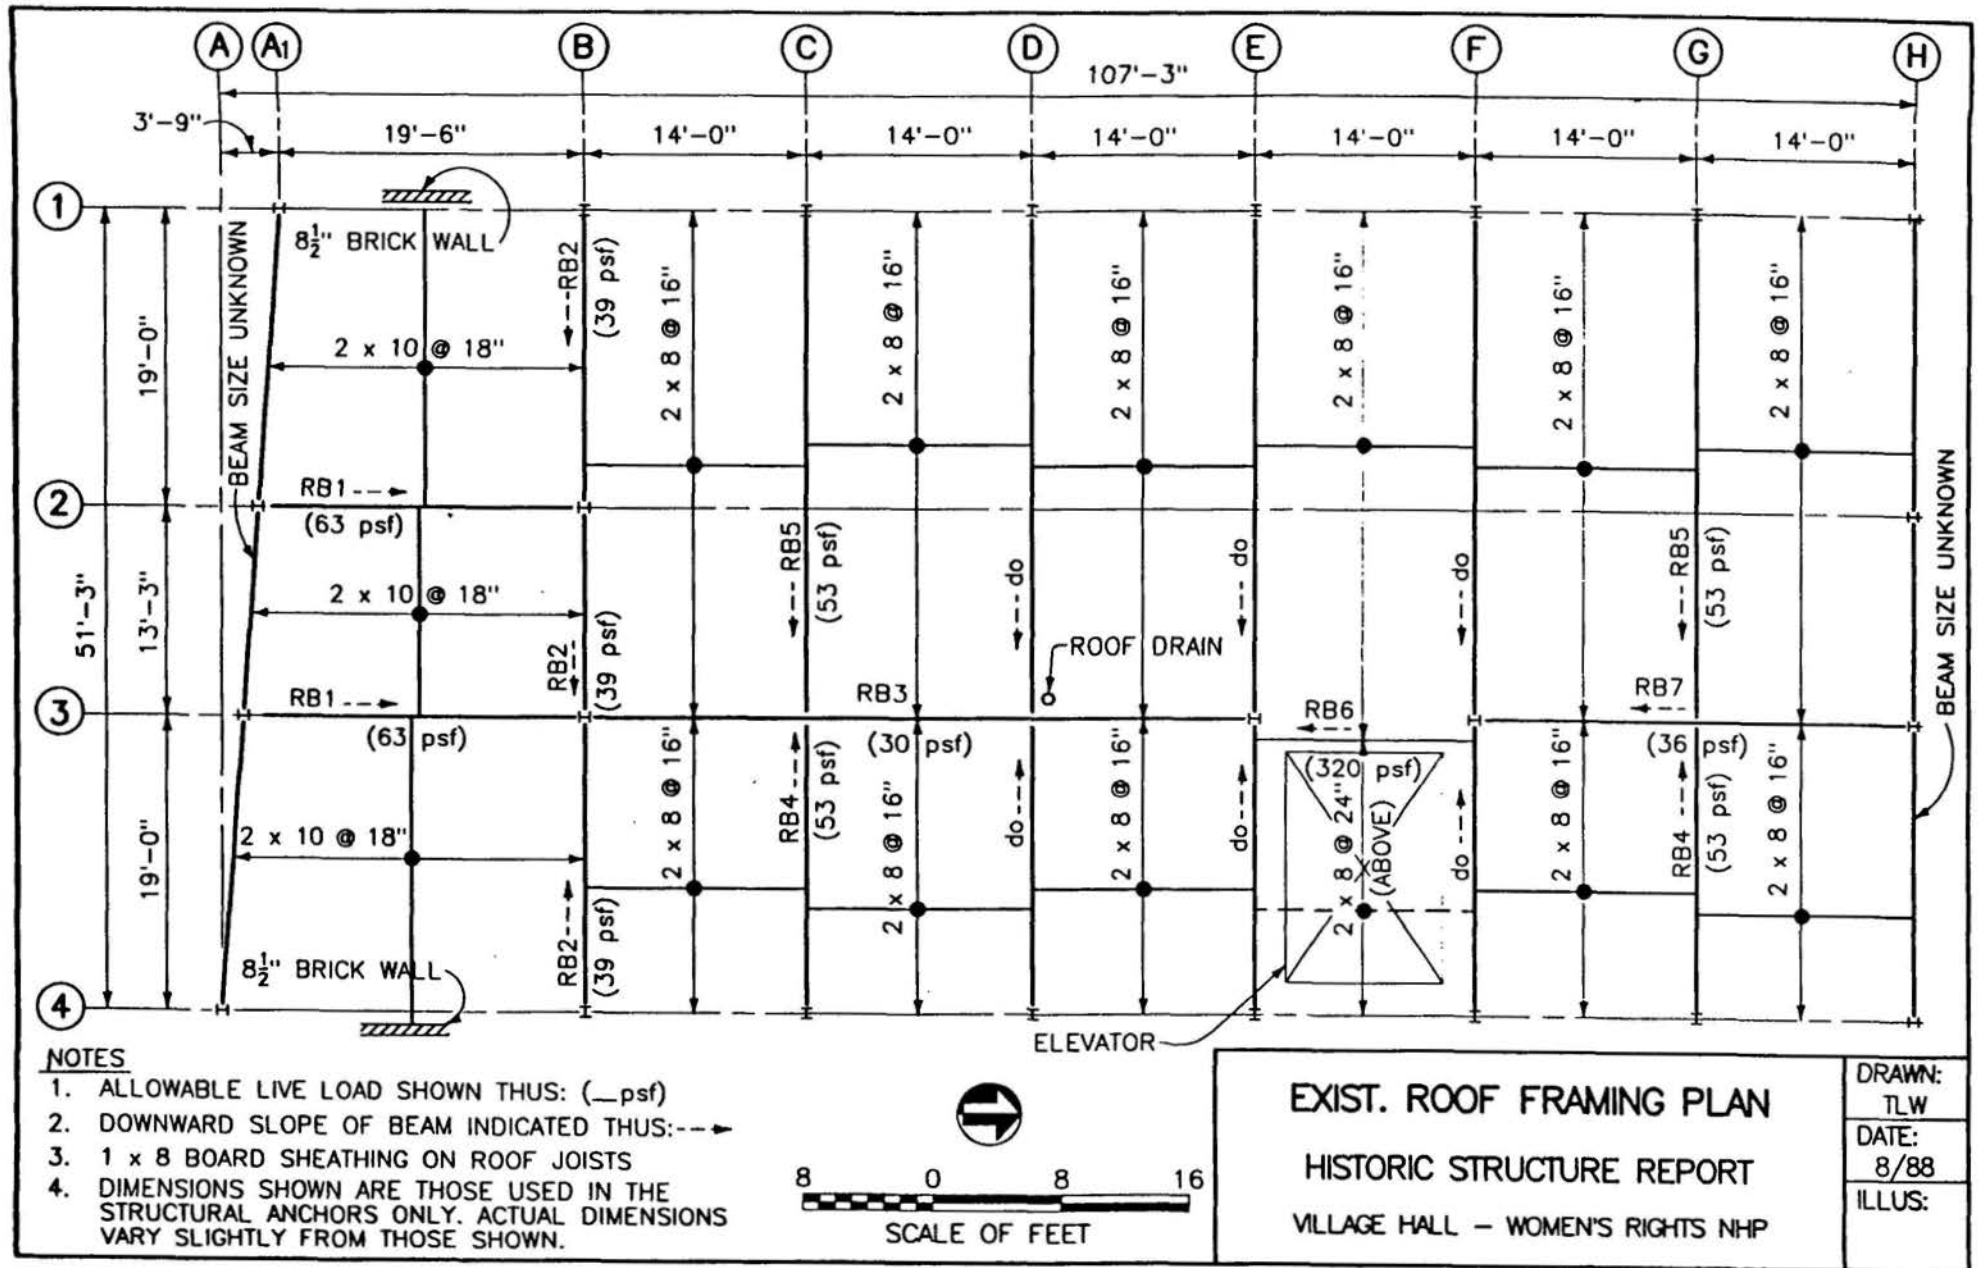 A A1 B C D E F G H
107'-3"
3'-9" 19'-6" 14'-0" 14'-0" 14'-0" 14'-0" 14'-0" 14'-0"
1
2
3
4
51'-3"
19'-0"
13'-3"
19'-0"
BEAM SIZE UNKNOWN
8½" BRICK WALL
2 x 10 @ 18"
RB1
(63 psf)
2 x 10 @ 18"
RB1
(63 psf)
2 x 10 @ 18"
8½" BRICK WALL
RB2
(39 psf)
RB2
(39 psf)
RB2
(39 psf)
2 x 8 @ 16"
2 x 8 @ 16"
2 x 8 @ 16"
2 x 8 @ 16"
2 x 8 @ 16"
2 x 8 @ 16"
RB5
(53 psf)
do
do
do
RB5
(53 psf)
ROOF DRAIN
RB3
(30 psf)
RB6
(320 psf)
RB7
(36 psf)
2 x 8 @ 16"
RB4
(53 psf)
2 x 8 @ 16"
do
2 x 8 @ 16"
do
2 x 8 @ 24"
(ABOVE)
do
2 x 8 @ 16"
RB4
(53 psf)
2 x 8 @ 16"
BEAM SIZE UNKNOWN
ELEVATOR
NOTES
1. ALLOWABLE LIVE LOAD SHOWN THUS: (__psf)
2. DOWNWARD SLOPE OF BEAM INDICATED THUS:
3. 1 x 8 BOARD SHEATHING ON ROOF JOISTS
4. DIMENSIONS SHOWN ARE THOSE USED IN THE
STRUCTURAL ANCHORS ONLY. ACTUAL DIMENSIONS
VARY SLIGHTLY FROM THOSE SHOWN.
8 0 8 16
SCALE OF FEET
EXIST. ROOF FRAMING PLAN
HISTORIC STRUCTURE REPORT
VILLAGE HALL – WOMEN'S RIGHTS NHP
DRAWN:
TLW
DATE:
8/88
ILLUS: